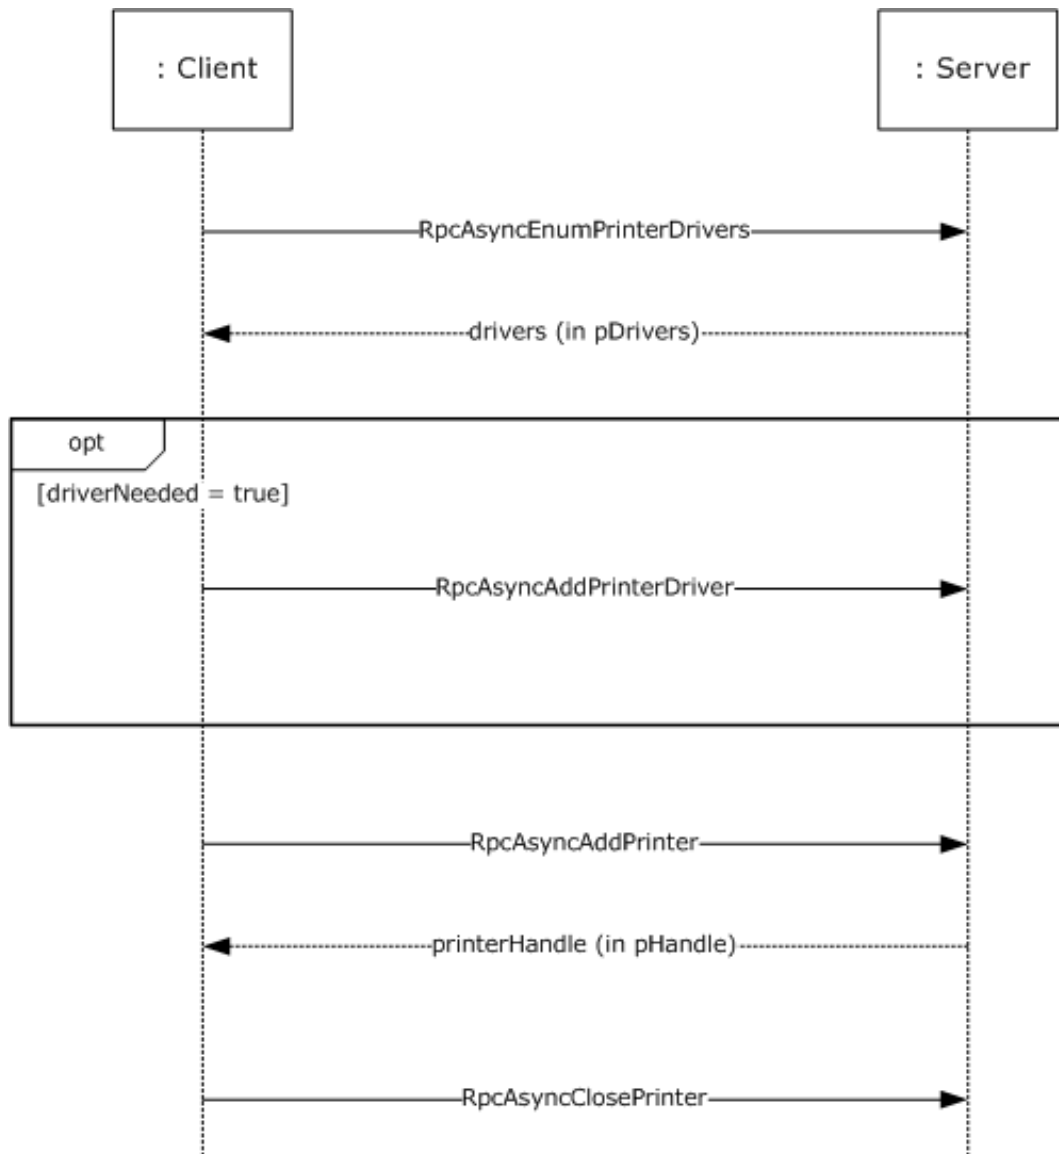 : Client
: Server
RpcAsyncEnumPrinterDrivers
drivers (in pDrivers)
opt
[driverNeeded = true]
RpcAsyncAddPrinterDriver
RpcAsyncAddPrinter
printerHandle (in pHandle)
RpcAsyncClosePrinter